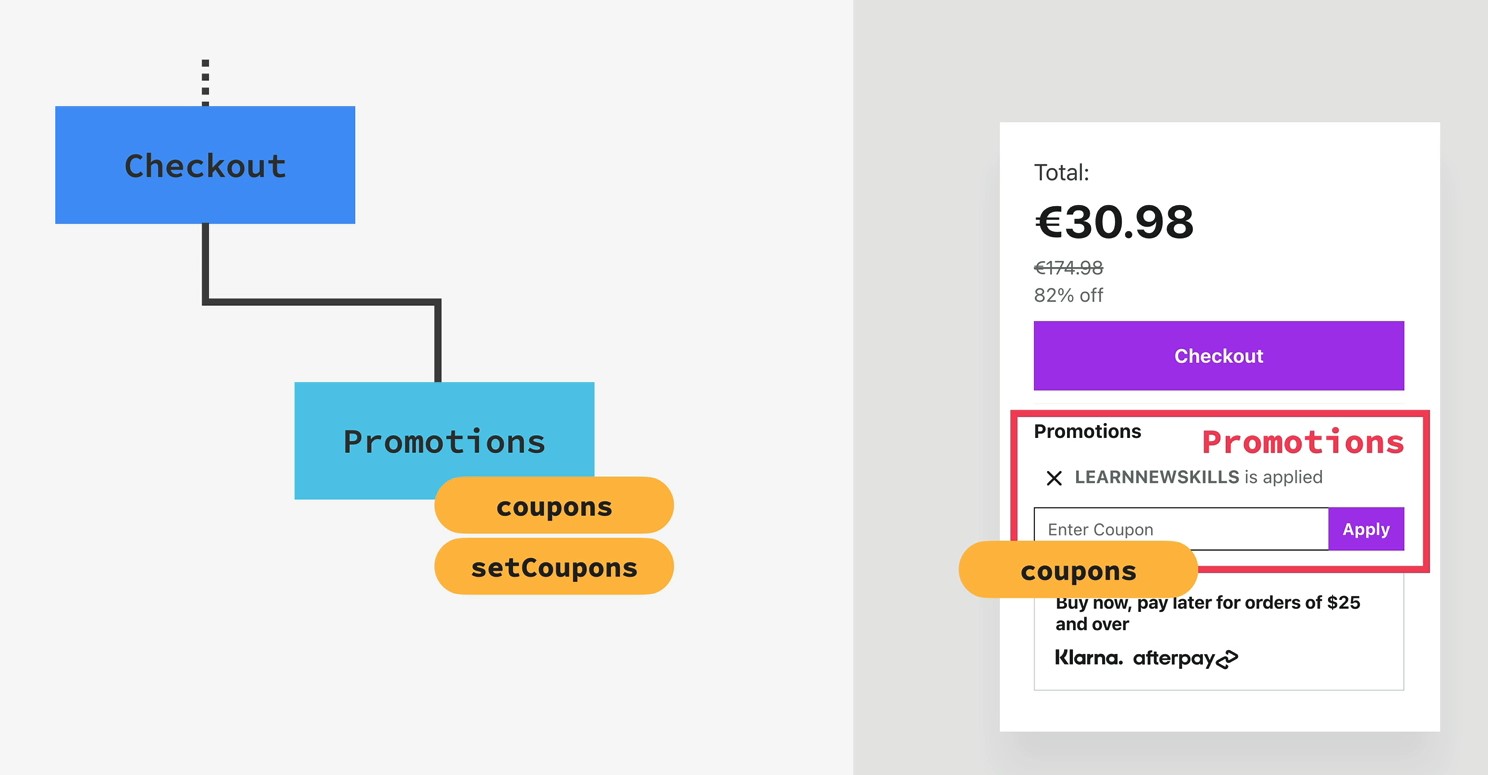 Checkout
Promotions
coupons
setCoupons
Total:
€30.98
€174.98
82% off
Checkout
Promotions
Promotions
LEARNNEWSKILLS is applied
Enter Coupon
Apply
coupons
Buy now, pay later for orders of $25
and over
Klarna. afterpay